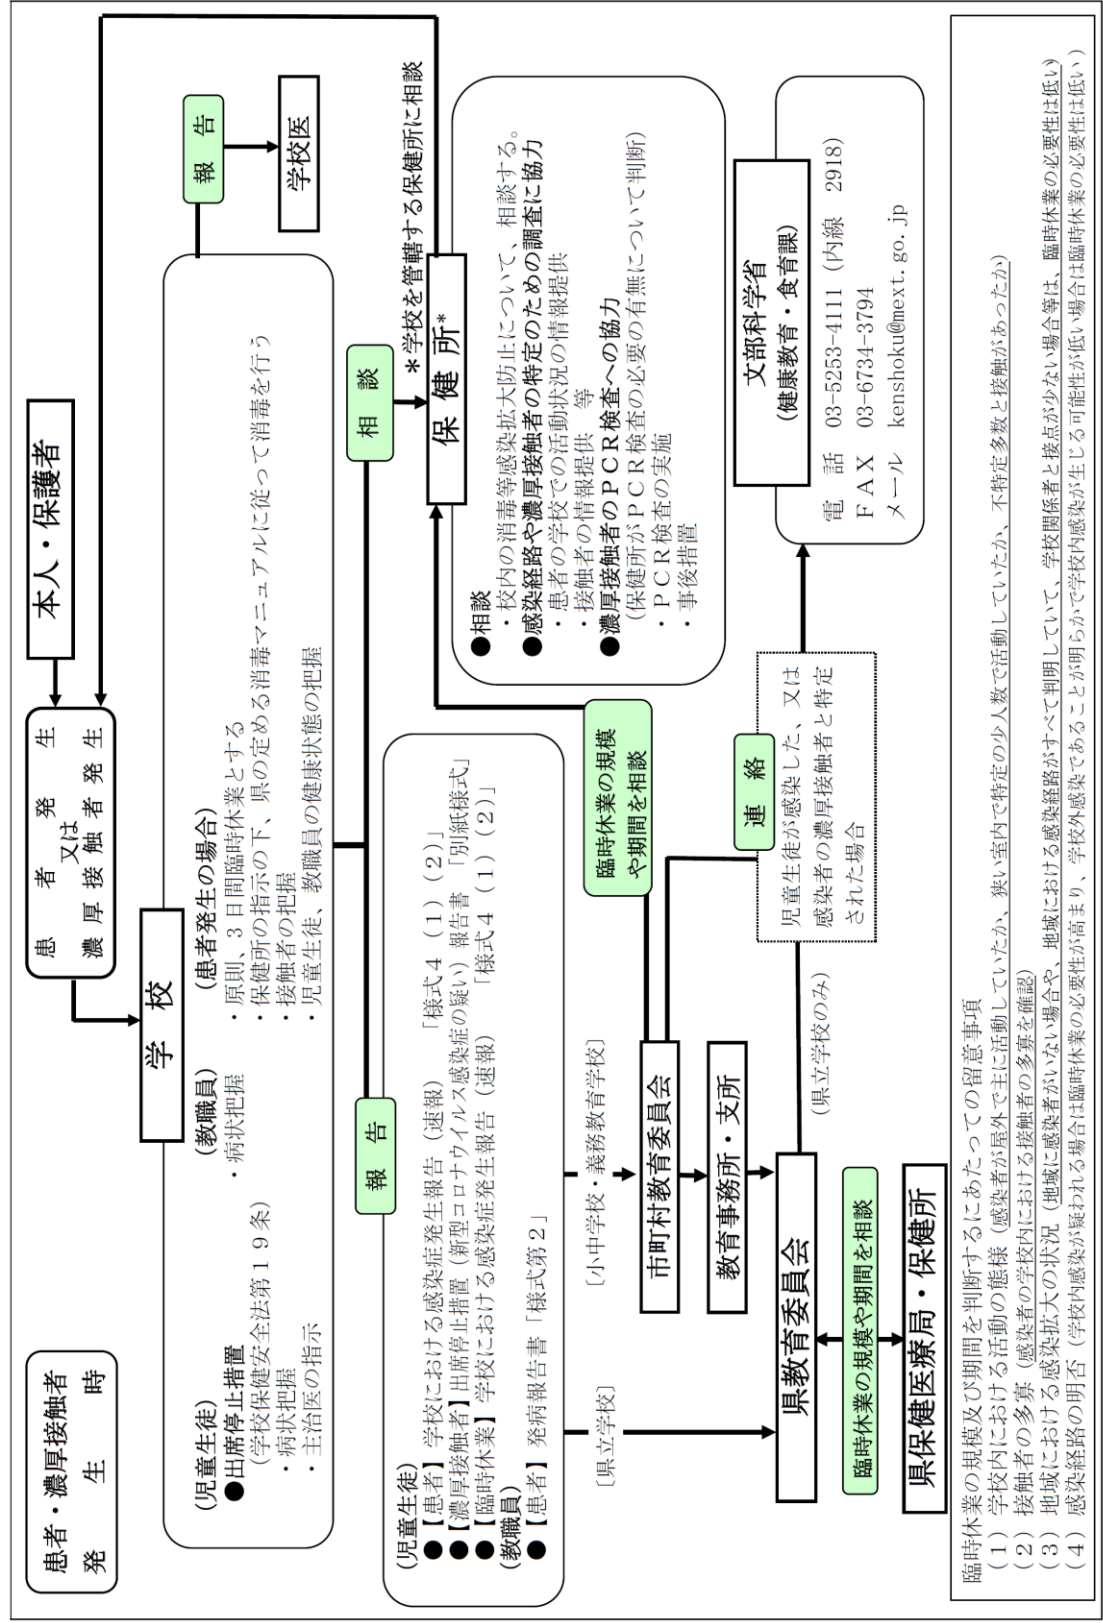 患者・濃厚接触者
発　生　時
本人・保護者
患　者　発　生
又は
濃厚接触者発生
学　校
(児童生徒)
●出席停止措置
(学校保健安全法第１９条)
・病状把握
・主治医の指示
(教職員)
・病状把握
(患者発生の場合)
・原則、３日間臨時休業とする
・保健所の指示の下、県の定める消毒マニュアルに従って消毒を行う
・接触者の把握
・児童生徒、教職員の健康状態の把握
報　告
学校医
報　告
相　談
＊学校を管轄する保健所に相談
保　健　所*
●相談
・校内の消毒等感染拡大防止について、相談する。
●感染経路や濃厚接触者の特定のための調査に協力
・患者の学校での活動状況の情報提供
・接触者の情報提供　等
●濃厚接触者のＰＣＲ検査への協力
(保健所がＰＣＲ検査の必要の有無について判断)
・ＰＣＲ検査の実施
・事後措置
(児童生徒)
●【患者】学校における感染症発生報告（速報）　「様式４（１）（２）」
●【濃厚接触者】出席停止措置（新型コロナウイルス感染症の疑い）報告書　「別紙様式」
●【臨時休業】学校における感染症発生報告（速報）　「様式４（１）（２）」
(教職員)
●【患者】発病報告書「様式第２」
［県立学校］
［小中学校・義務教育学校］
臨時休業の規模
や期間を相談
市町村教育委員会
教育事務所・支所
県教育委員会
(県立学校のみ)
連　絡
児童生徒が感染した、又は
感染者の濃厚接触者と特定
された場合
文部科学省
(健康教育・食育課)
電　話　03-5253-4111（内線　2918）
ＦＡＸ　03-6734-3794
メール　kenshoku@mext.go.jp
臨時休業の規模や期間を相談
県保健医療局・保健所
臨時休業の規模及び期間を判断するにあたっての留意事項
（１）学校内における活動の態様（感染者が屋外で主に活動していたか、狭い室内で特定の少人数で活動していたか、不特定多数と接触があったか）
（２）接触者の多寡（感染者の学校内における接触者の多寡を確認）
（３）地域における感染拡大の状況（地域に感染者がいない場合や、地域における感染経路がすべて判明していて、学校関係者と接点が少ない場合等は、臨時休業の必要性は低い）
（４）感染経路の明否（学校内感染が疑われる場合は臨時休業の必要性が高まり、学校外感染であることが明らかで学校内感染が生じる可能性が低い場合は臨時休業の必要性は低い）